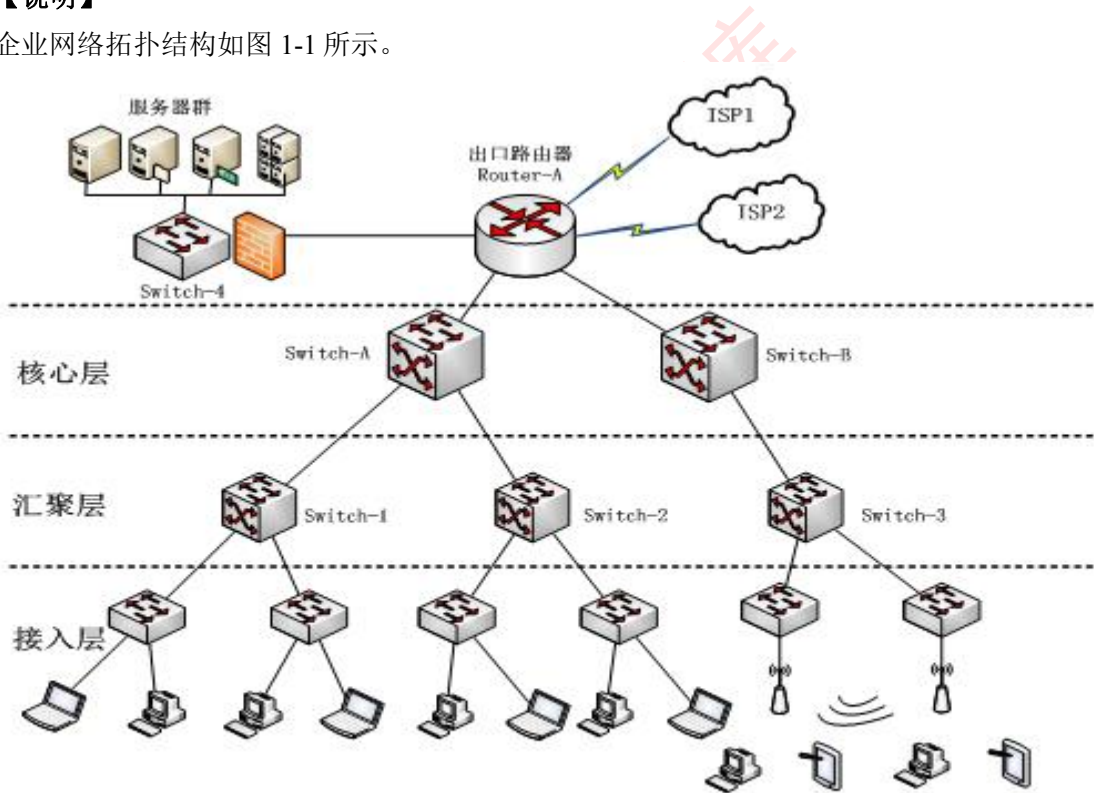 【说明】
企业网络拓扑结构如图 1-1 所示。
服务器群
ISP1
出口路由器
Router-A
ISP2
Switch-4
Switch-A
Switch-B
核心层
汇聚层
Switch-1
Switch-2
Switch-3
接入层